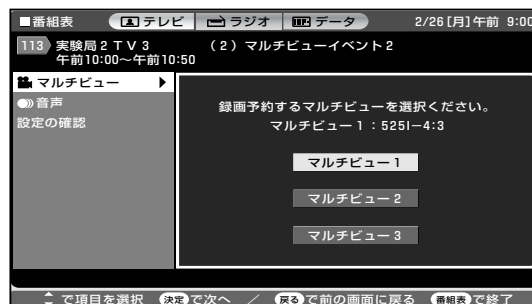 ■番組表 テレビ ラジオ データ 2/26[月]午前 9:00
113 実験局2TV3 (2)マルチビューイベント2
午前10:00〜午前10:50
マルチビュー ▶
音声
設定の確認
録画予約するマルチビューを選択ください。
マルチビュー1:525I−4:3
マルチビュー1
マルチビュー2
マルチビュー3
で項目を選択 決定で次へ / 戻るで前の画面に戻る 番組表で終了